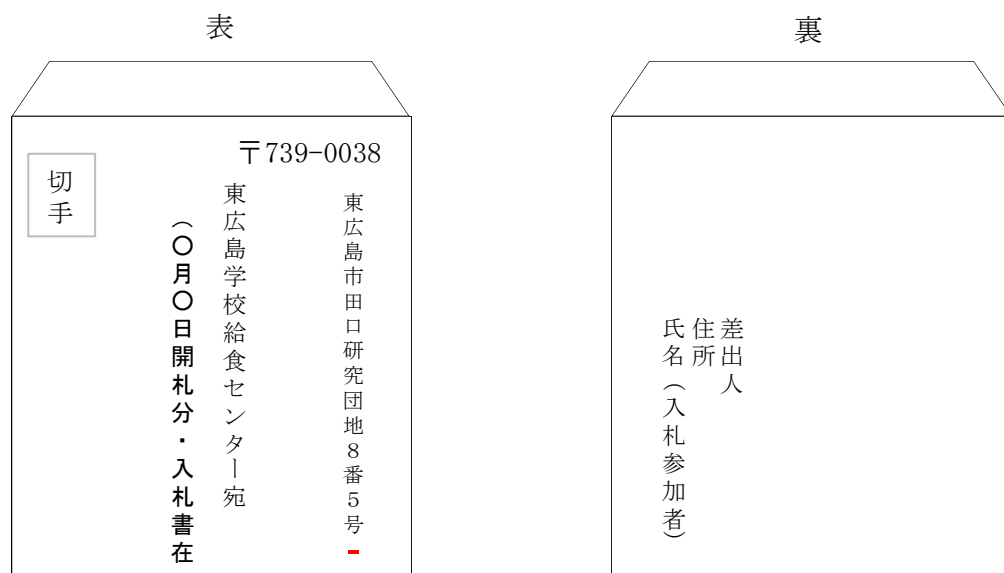 表
〒739-0038
東広島市田口研究団地８番５号
東広島学校給食センター宛
（〇月〇日開札分・入札書在
切手
裏
差出人
住所
氏名（入札参加者）